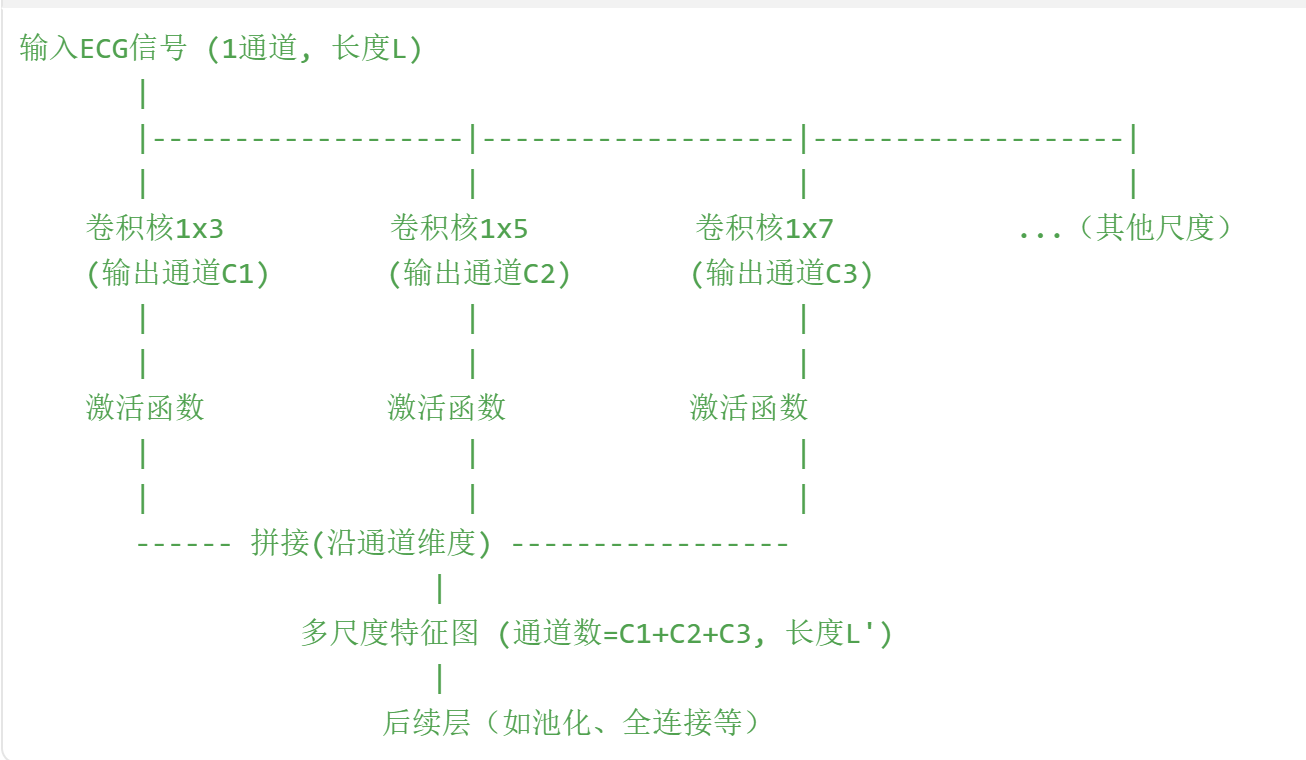 输入ECG信号 (1通道, 长度L)
|
|-------------------|-------------------|-------------------|
| | | |
卷积核1x3 卷积核1x5 卷积核1x7 ...（其他尺度）
(输出通道C1) (输出通道C2) (输出通道C3)
| | |
| | |
激活函数 激活函数 激活函数
| | |
| | |
------ 拼接(沿通道维度) -----------------
|
多尺度特征图 (通道数=C1+C2+C3, 长度L')
|
后续层（如池化、全连接等）